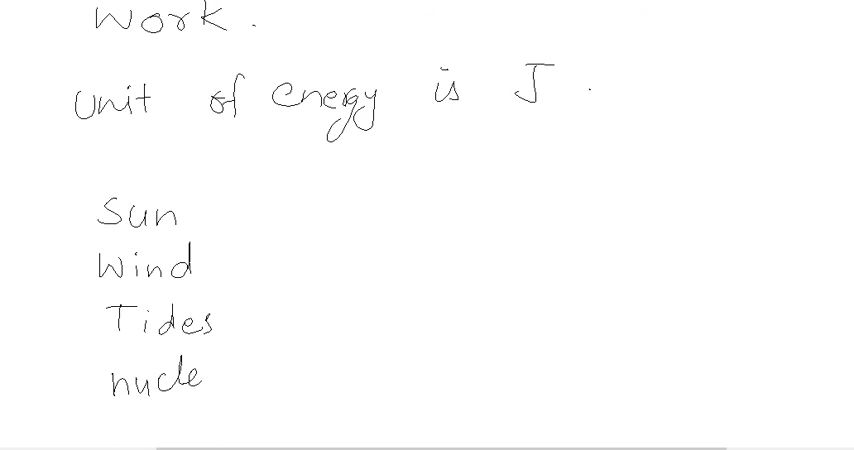 Work.
Unit of energy is J.
Sun
Wind
Tides
nucle